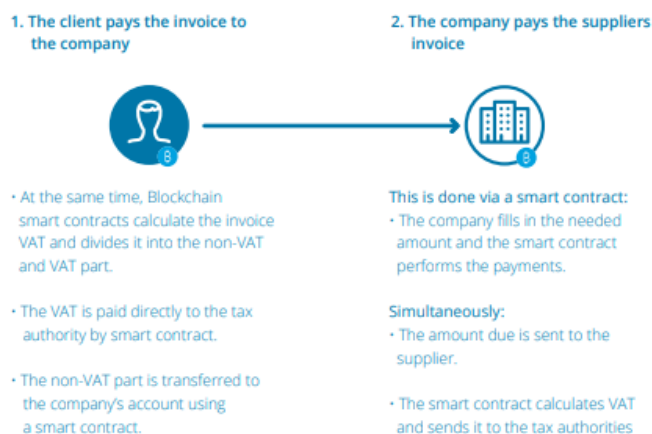 1. The client pays the invoice to
the company
• At the same time, Blockchain
smart contracts calculate the invoice
VAT and divides it into the non-VAT
and VAT part.
• The VAT is paid directly to the tax
authority by smart contract.
• The non-VAT part is transferred to
the company's account using
a smart contract.
2. The company pays the suppliers
invoice
This is done via a smart contract:
• The company fills in the needed
amount and the smart contract
performs the payments.
Simultaneously:
• The amount due is sent to the
supplier.
• The smart contract calculates VAT
and sends it to the tax authorities